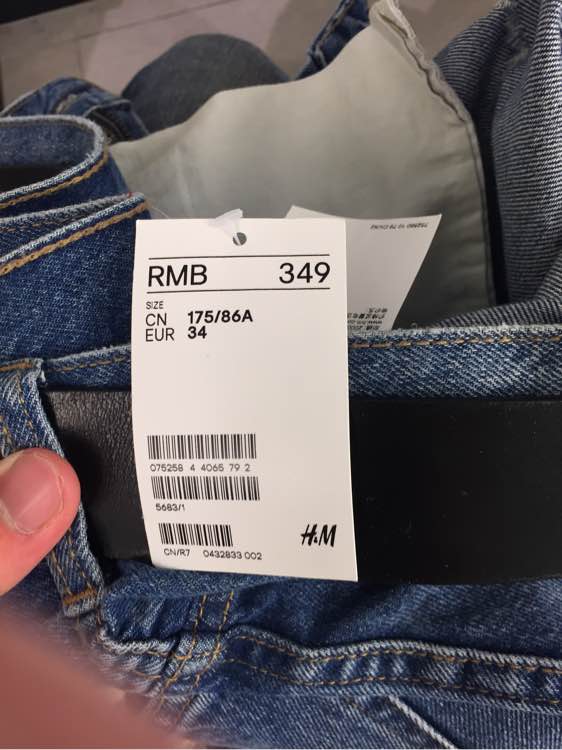 RMB 349
SIZE
CN 175/86A
EUR 34
075258 4 4065 79 2
5683/1
CN/R7 0432833 002
H&M